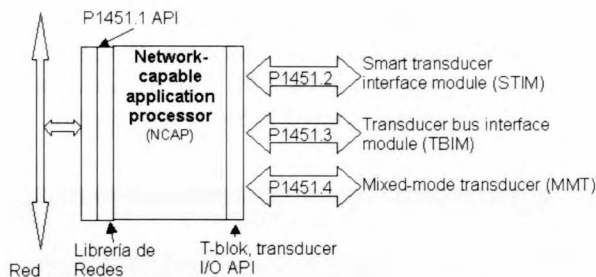 P1451.1 API
Network-
capable
application
processor
(NCAP)
P1451.2
Smart transducer
interface module (STIM)
P1451.3
Transducer bus interface
module (TBIM)
P1451.4
Mixed-mode transducer (MMT)
Red
Librería de
Redes
T-blok, transducer
I/O API